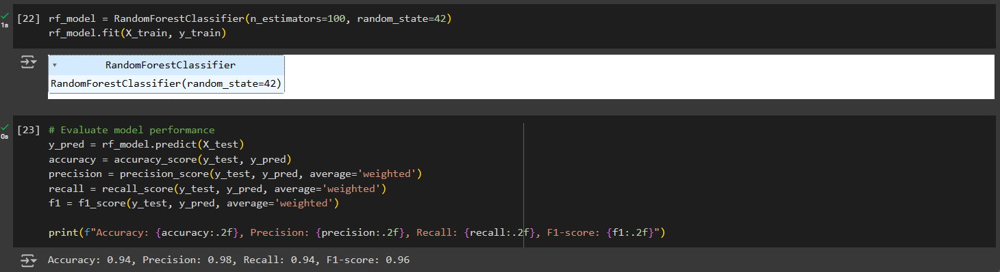 [22] rf_model = RandomForestClassifier(n_estimators=100, random_state=42)
1s rf_model.fit(X_train, y_train)
RandomForestClassifier
RandomForestClassifier(random_state=42)
[23] # Evaluate model performance
0s y_pred = rf_model.predict(X_test)
accuracy = accuracy_score(y_test, y_pred)
precision = precision_score(y_test, y_pred, average='weighted')
recall = recall_score(y_test, y_pred, average='weighted')
f1 = f1_score(y_test, y_pred, average='weighted')
print(f"Accuracy: {accuracy:.2f}, Precision: {precision:.2f}, Recall: {recall:.2f}, F1-score: {f1:.2f}")
Accuracy: 0.94, Precision: 0.98, Recall: 0.94, F1-score: 0.96